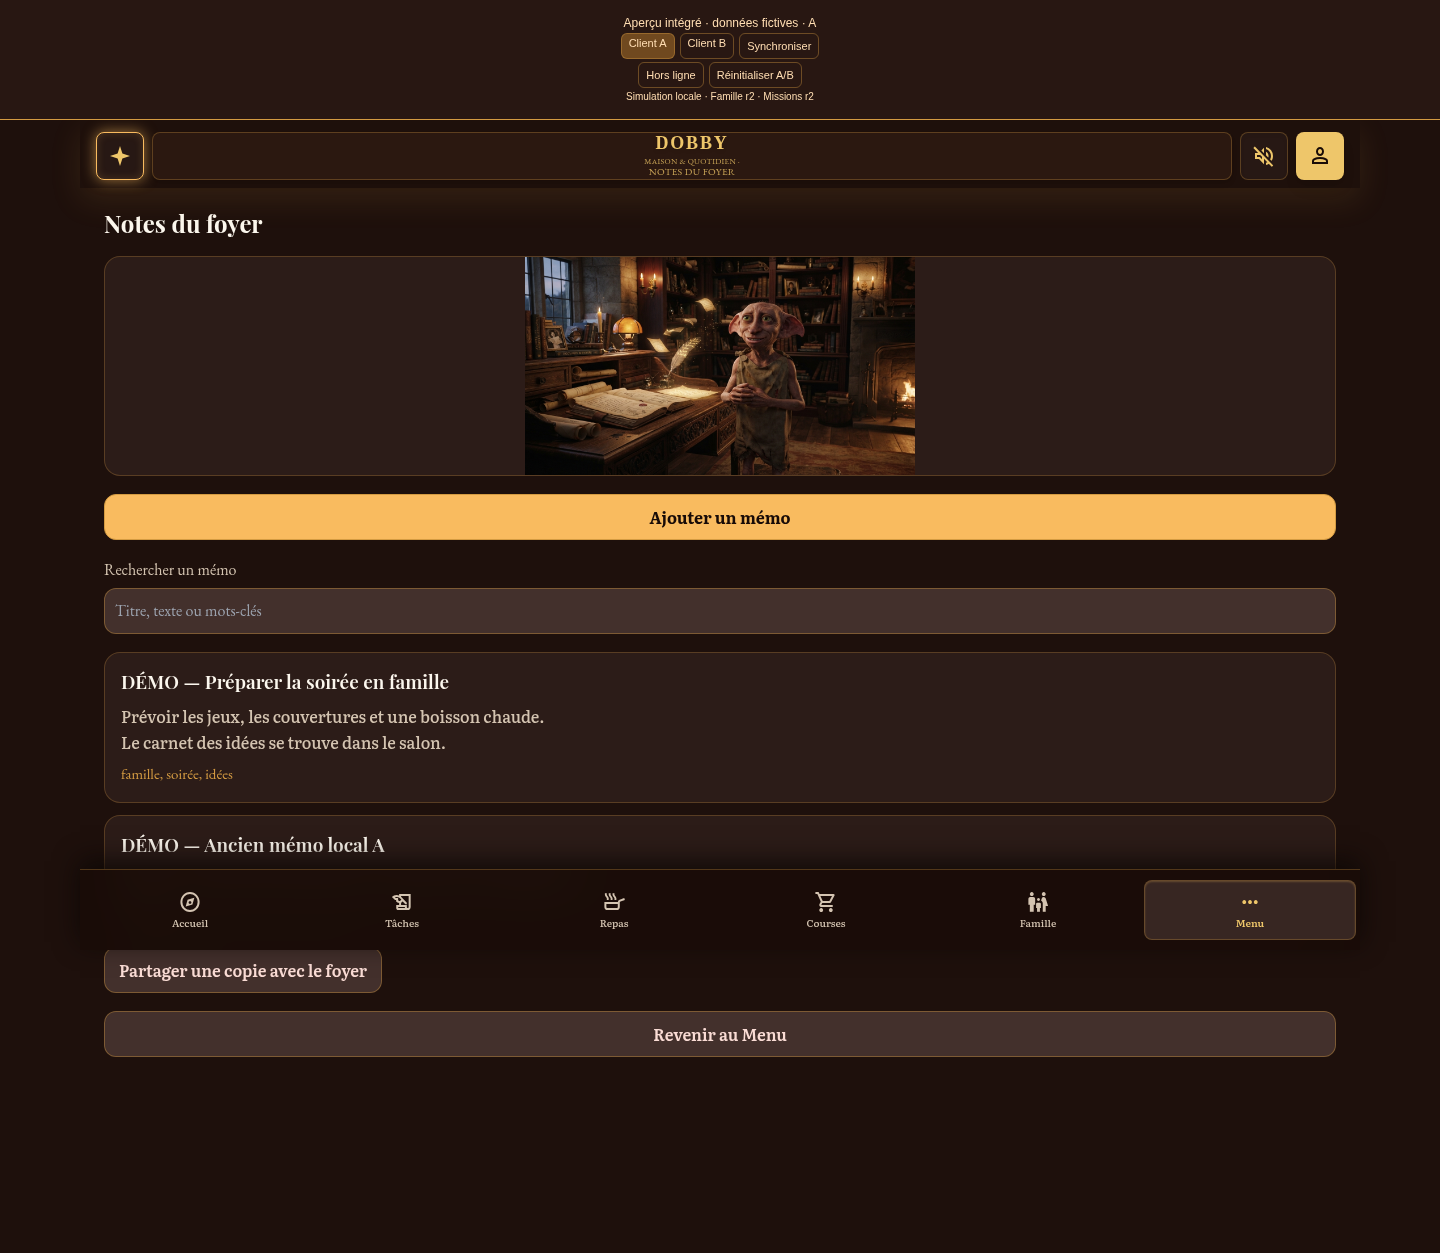 Aperçu intégré · données fictives · A
Client A
Client B
Synchroniser
Hors ligne
Réinitialiser A/B
Simulation locale · Famille r2 · Missions r2
DOBBY
MAISON & QUOTIDIEN ·
NOTES DU FOYER
Notes du foyer
Ajouter un mémo
Rechercher un mémo
Titre, texte ou mots-clés
DÉMO — Préparer la soirée en famille
Prévoir les jeux, les couvertures et une boisson chaude.
Le carnet des idées se trouve dans le salon.
famille, soirée, idées
DÉMO — Ancien mémo local A
Accueil
Tâches
Repas
Courses
Famille
Menu
Partager une copie avec le foyer
Revenir au Menu